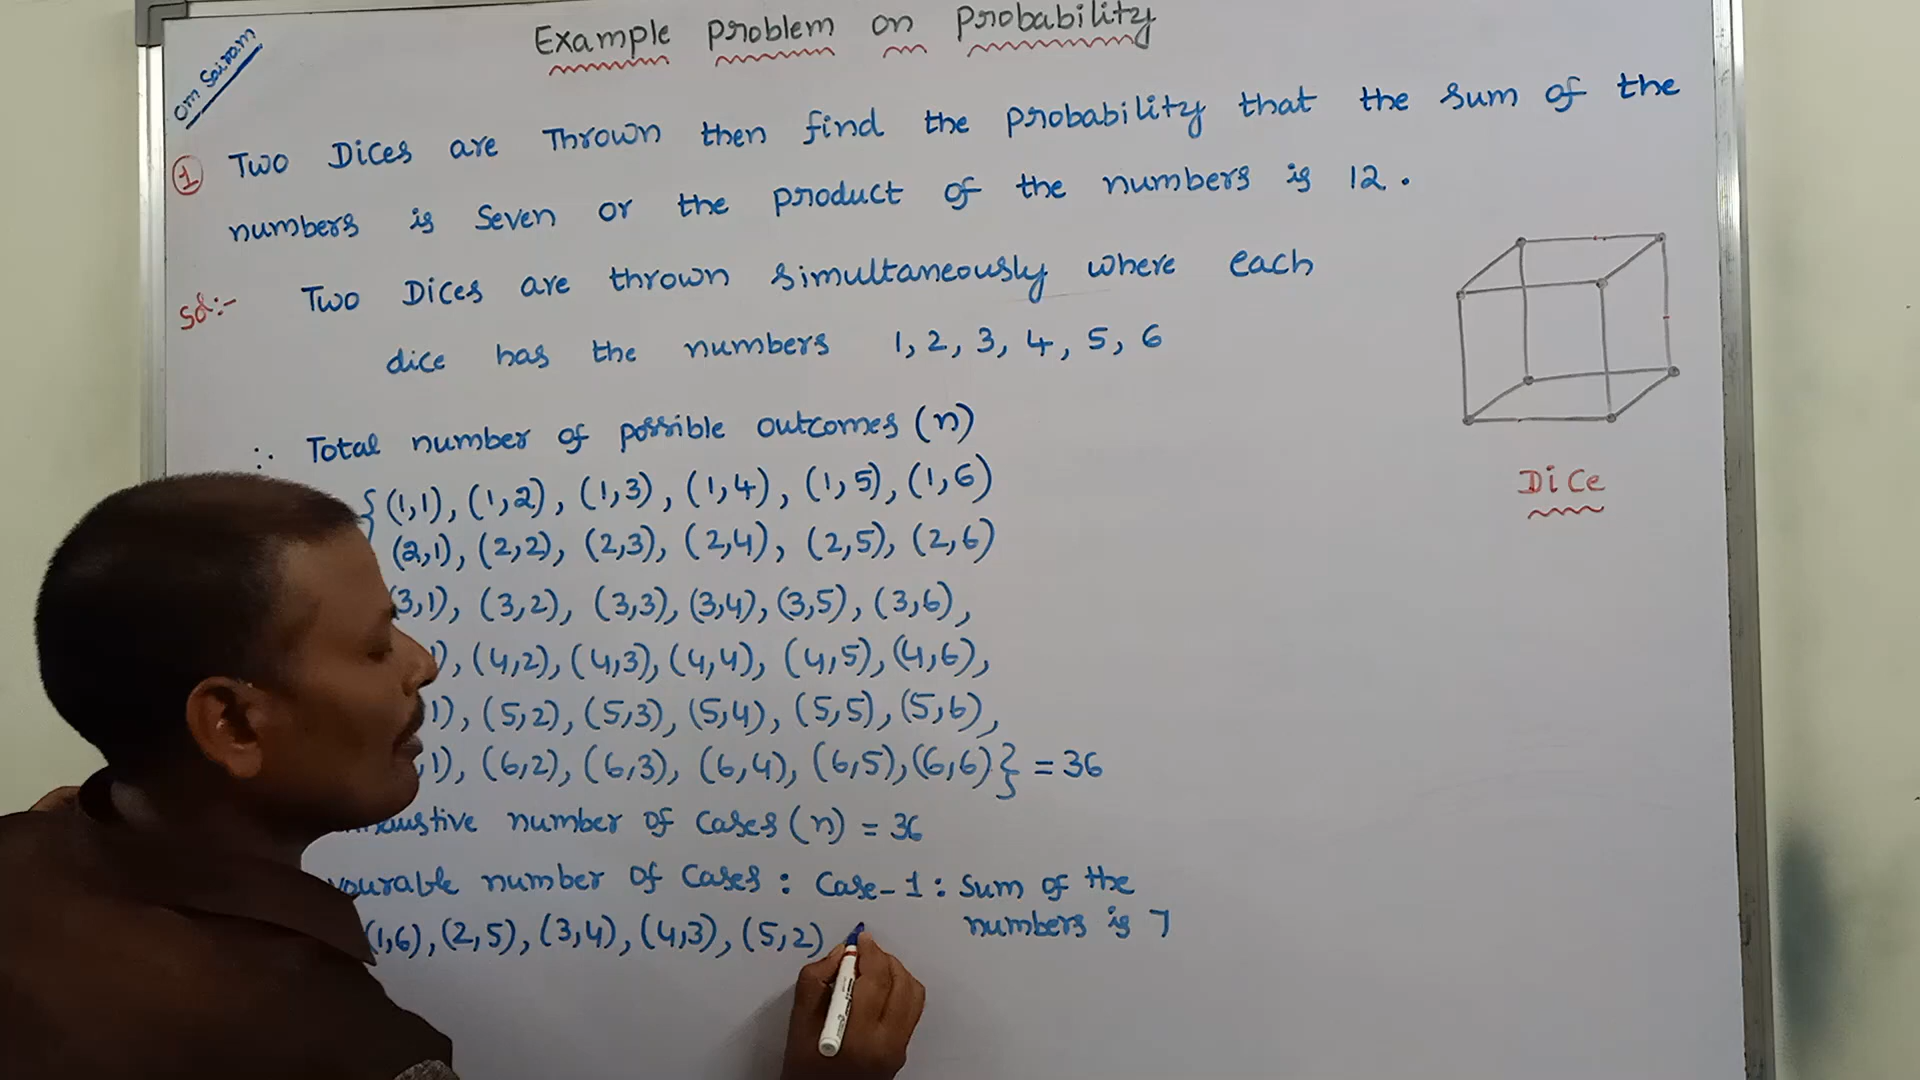 Example problem on probability
Om Sairam
1 Two Dices are Thrown then find the probability that the sum of the
numbers is Seven or the product of the numbers is 12.
Sol:- Two Dices are thrown simultaneously where each
dice has the numbers 1, 2, 3, 4, 5, 6
∴ Total number of possible outcomes (n)
{(1,1), (1,2), (1,3), (1,4), (1,5), (1,6)
(2,1), (2,2), (2,3), (2,4), (2,5), (2,6)
(3,1), (3,2), (3,3), (3,4), (3,5), (3,6),
1), (4,2), (4,3), (4,4), (4,5), (4,6),
1), (5,2), (5,3), (5,4), (5,5), (5,6),
,1), (6,2), (6,3), (6,4), (6,5), (6,6)} = 36
haustive number of cases (n) = 36
vourable number of Cases : Case-1 : Sum of the
numbers is 7
(1,6), (2,5), (3,4), (4,3), (5,2)
Dice